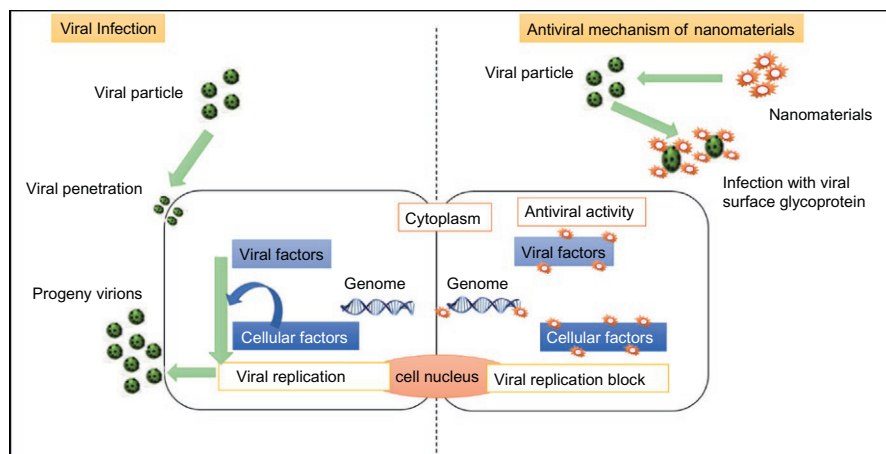 Viral Infection
Viral particle
Viral penetration
Viral factors
Genome
Progeny virions
Cellular factors
Viral replication
Cytoplasm
cell nucleus
Antiviral mechanism of nanomaterials
Viral particle
Nanomaterials
Infection with viral
surface glycoprotein
Antiviral activity
Viral factors
Genome
Cellular factors
Viral replication block